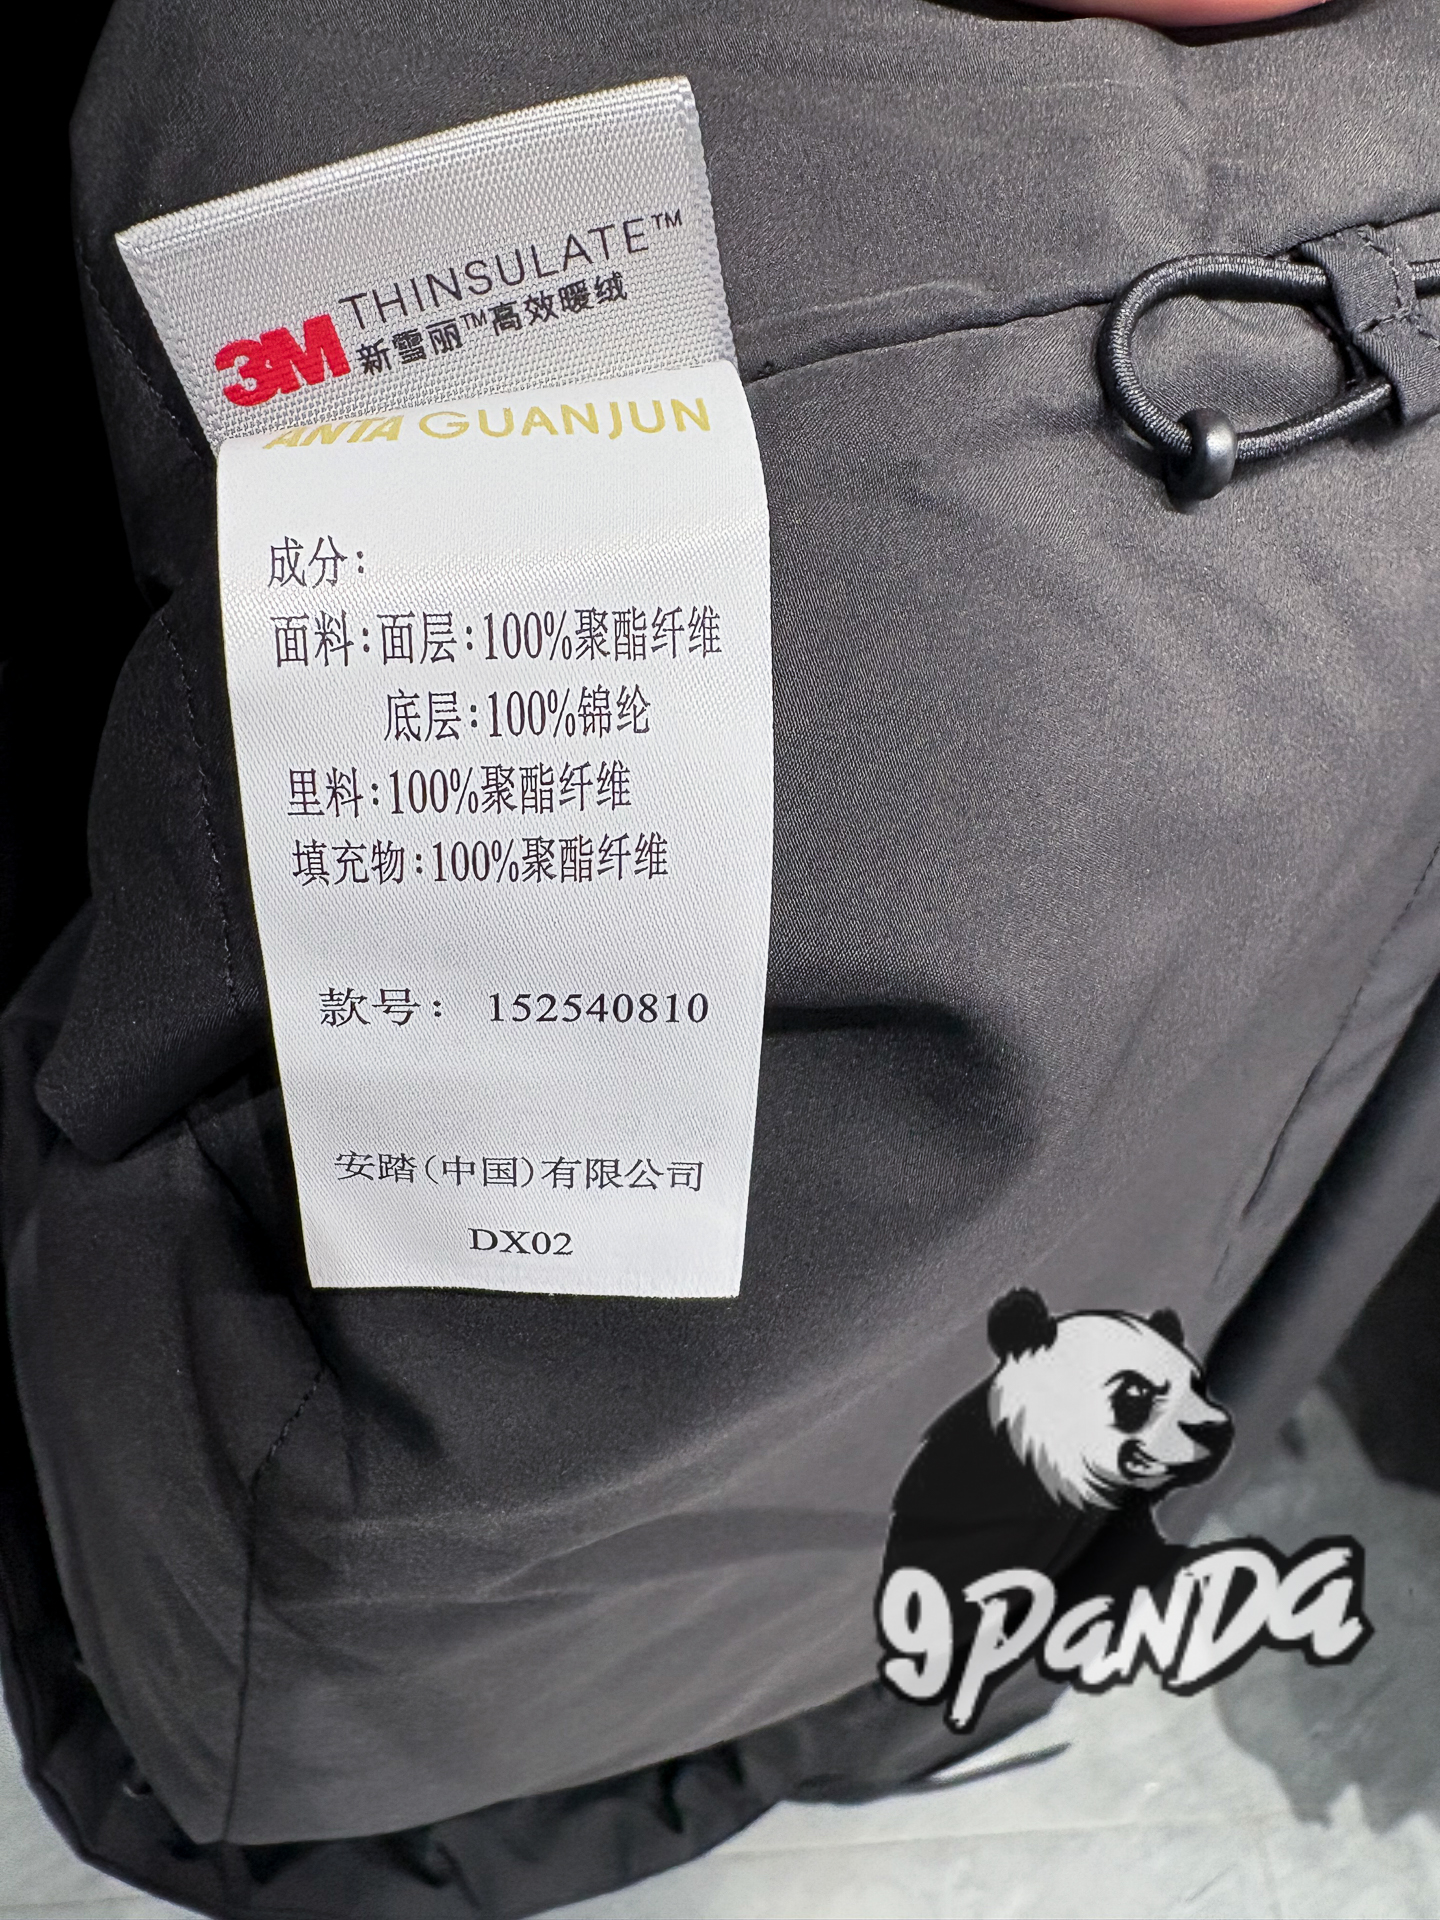 THINSULATE™
3M 新雪丽™高效暖绒
ANTA GUANJUN
成分:
面料:面层:100%聚酯纤维
底层:100%锦纶
里料:100%聚酯纤维
填充物:100%聚酯纤维
款号: 152540810
安踏(中国)有限公司
DX02
9PANDA